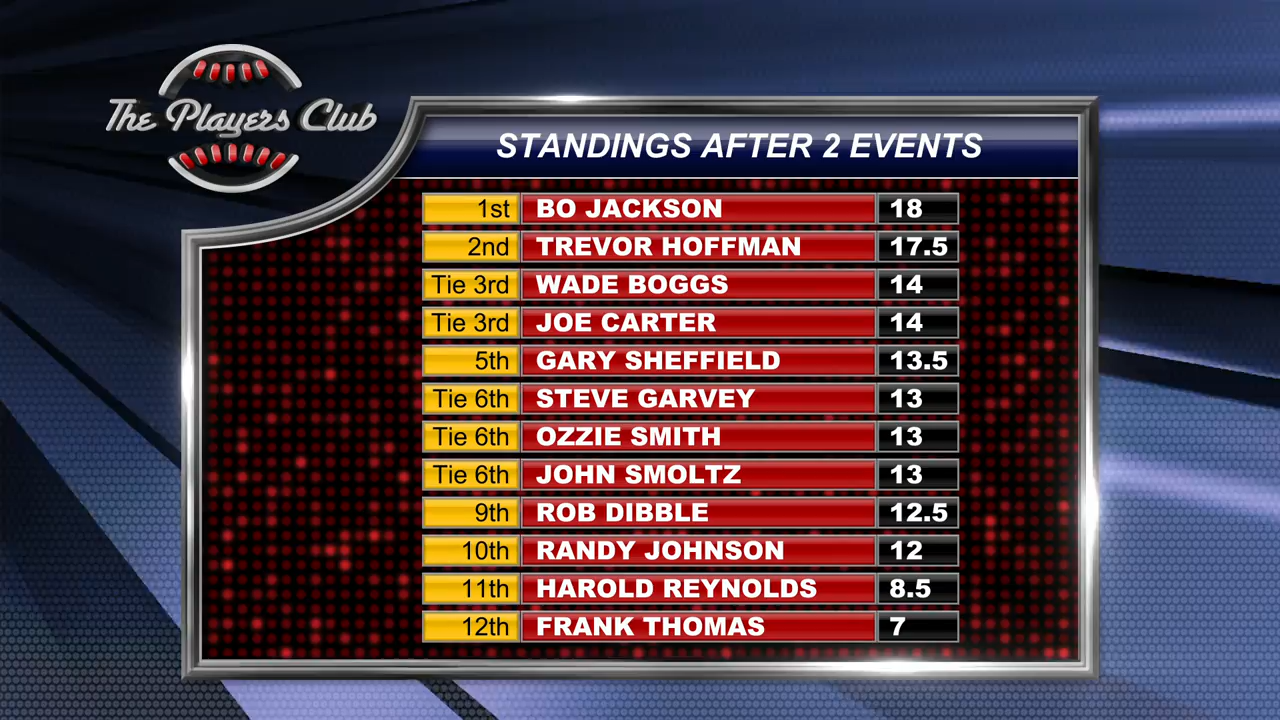 The Players Club
STANDINGS AFTER 2 EVENTS
1st BO JACKSON 18
2nd TREVOR HOFFMAN 17.5
Tie 3rd WADE BOGGS 14
Tie 3rd JOE CARTER 14
5th GARY SHEFFIELD 13.5
Tie 6th STEVE GARVEY 13
Tie 6th OZZIE SMITH 13
Tie 6th JOHN SMOLTZ 13
9th ROB DIBBLE 12.5
10th RANDY JOHNSON 12
11th HAROLD REYNOLDS 8.5
12th FRANK THOMAS 7